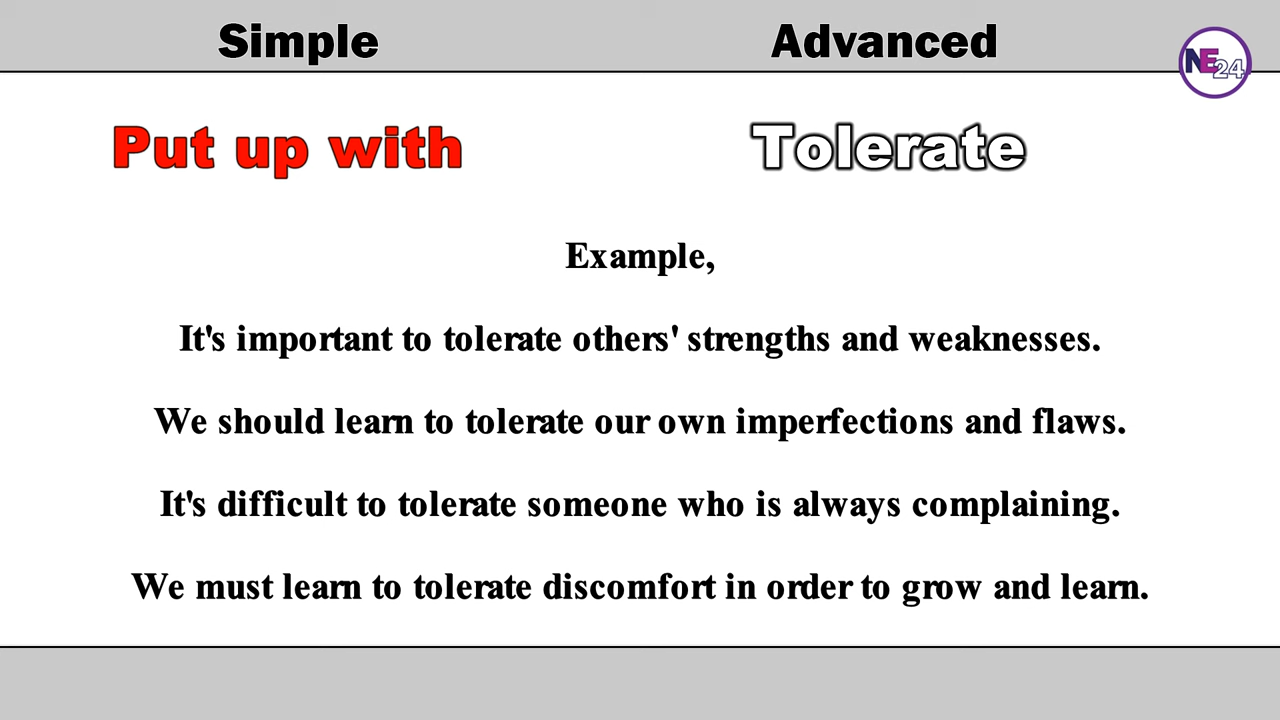 Simple Advanced
NE24
Put up with Tolerate
Example,
It's important to tolerate others' strengths and weaknesses.
We should learn to tolerate our own imperfections and flaws.
It's difficult to tolerate someone who is always complaining.
We must learn to tolerate discomfort in order to grow and learn.